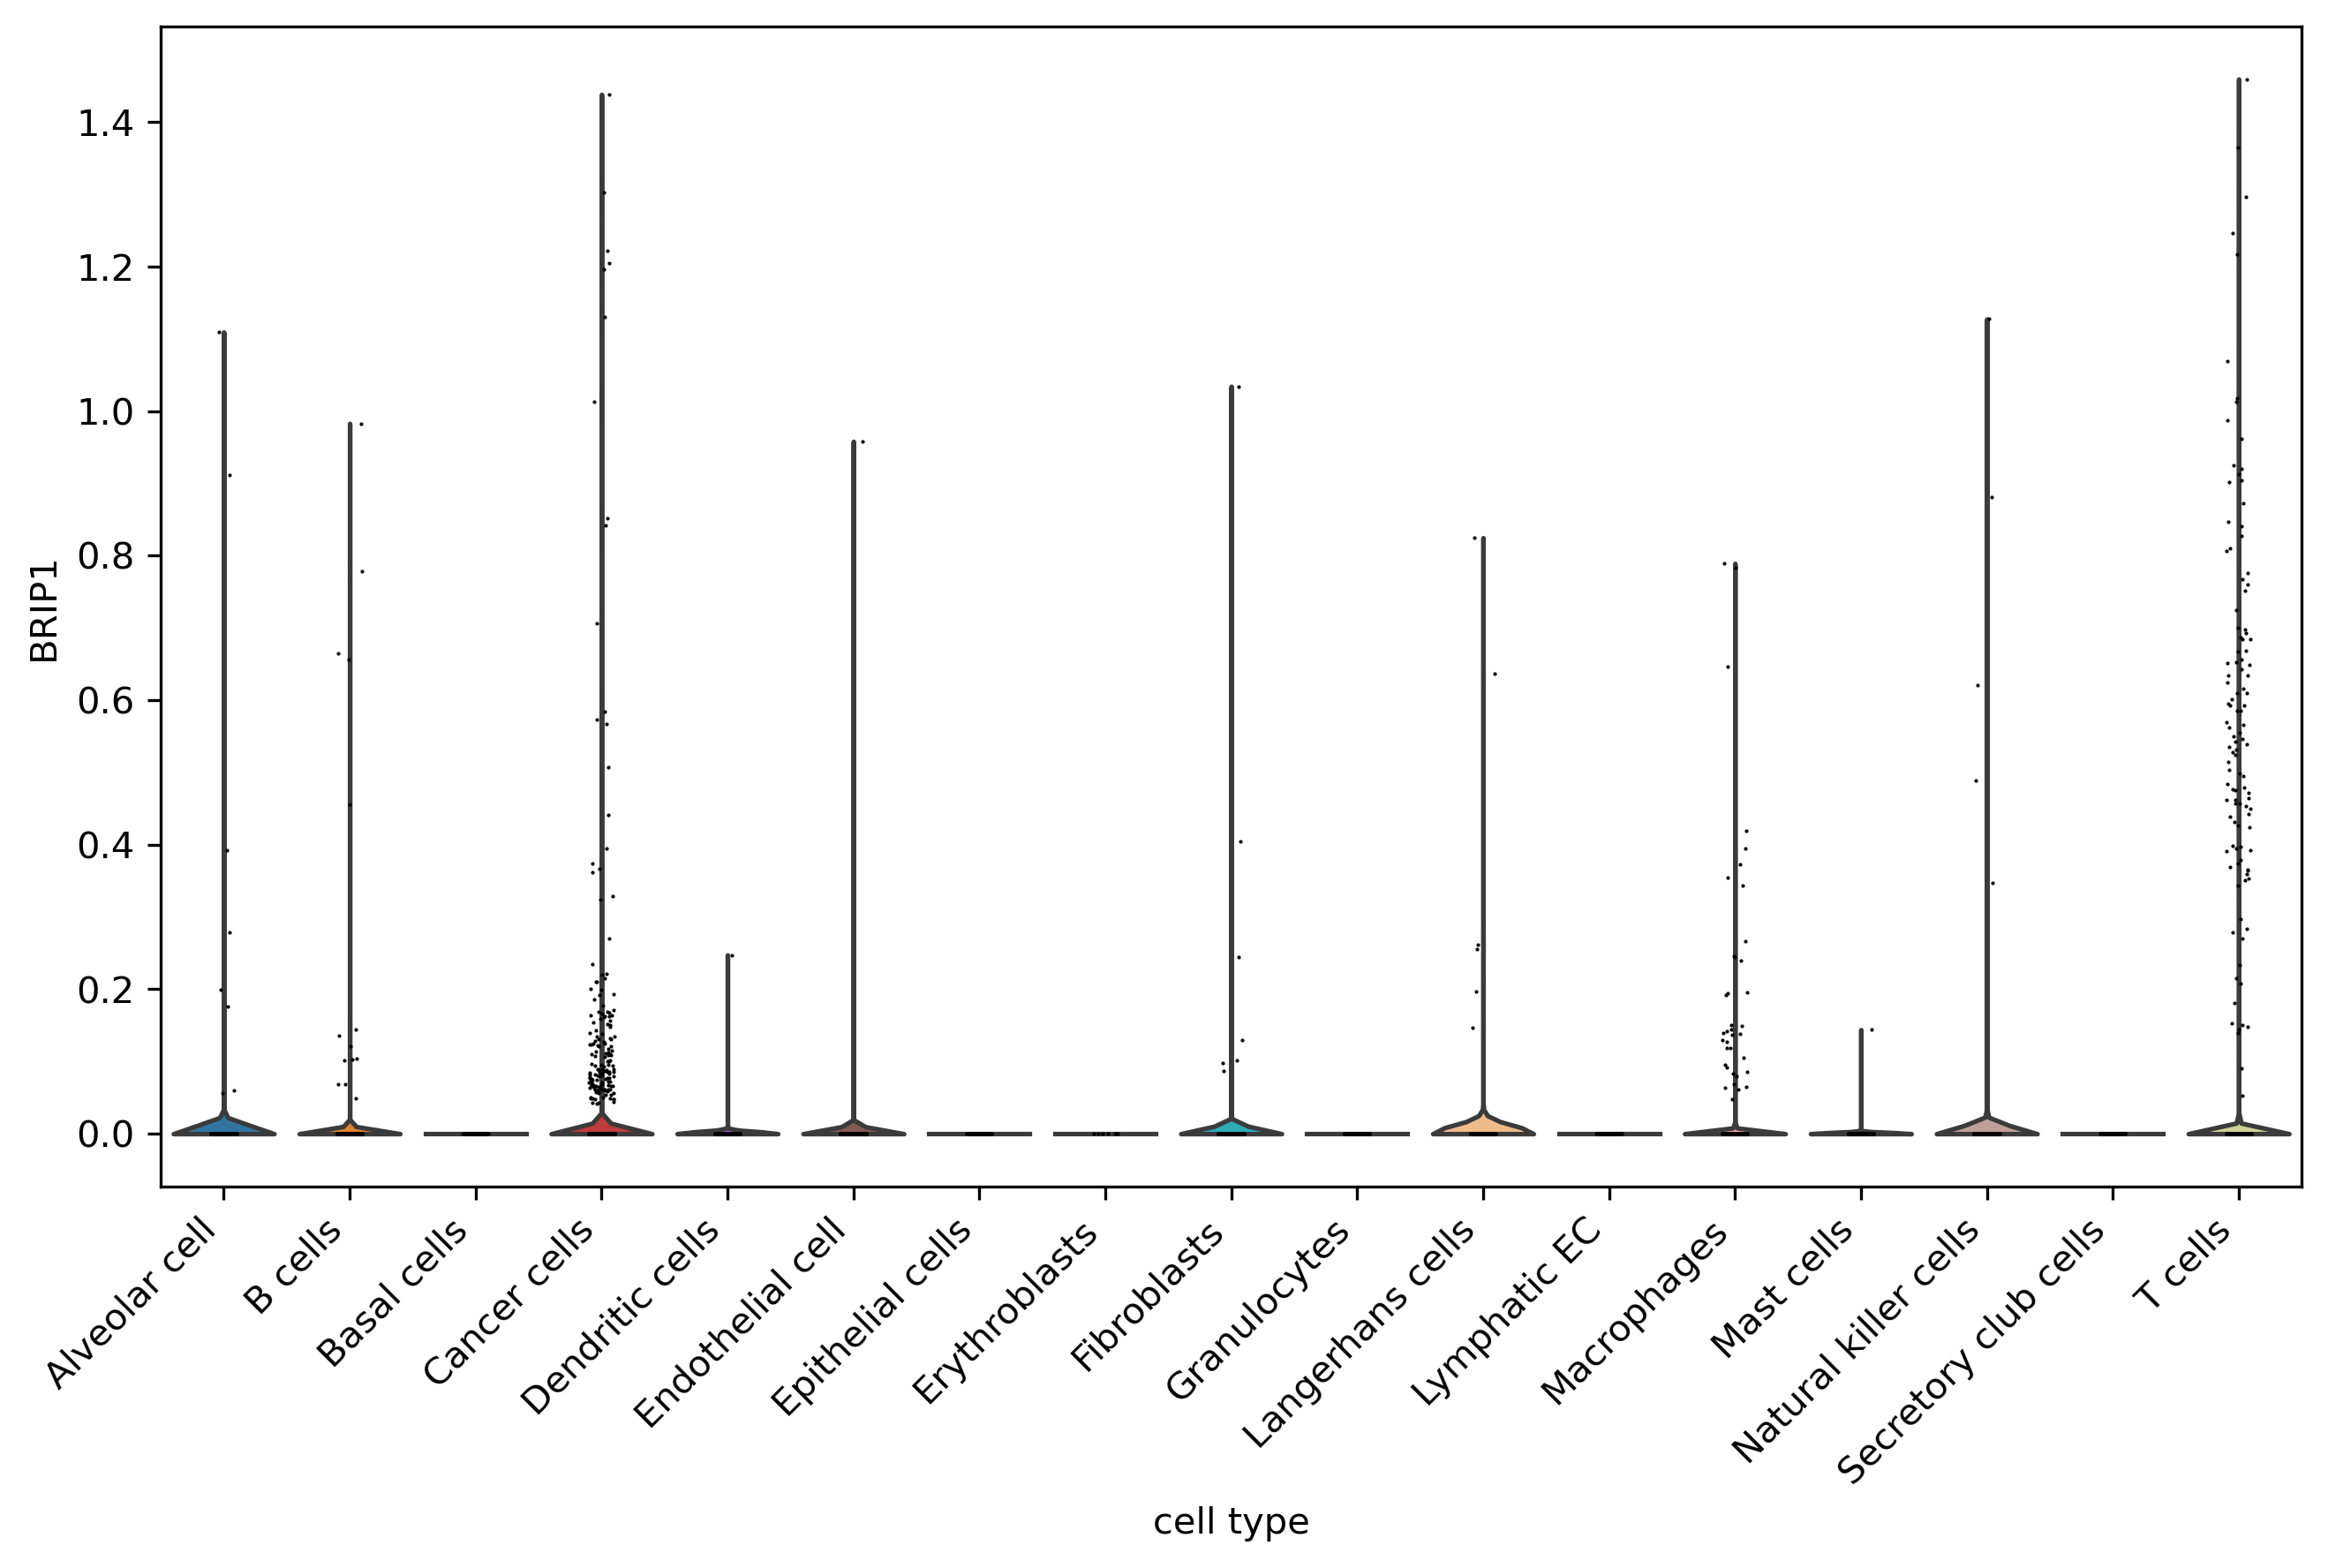 BRIP1
1.4
1.2
1.0
0.8
0.6
0.4
0.2
0.0
Alveolar cell
B cells
Basal cells
Cancer cells
Dendritic cells
Endothelial cell
Epithelial cells
Erythroblasts
Fibroblasts
Granulocytes
Langerhans cells
Lymphatic EC
Macrophages
Mast cells
Natural killer cells
Secretory club cells
T cells
cell type